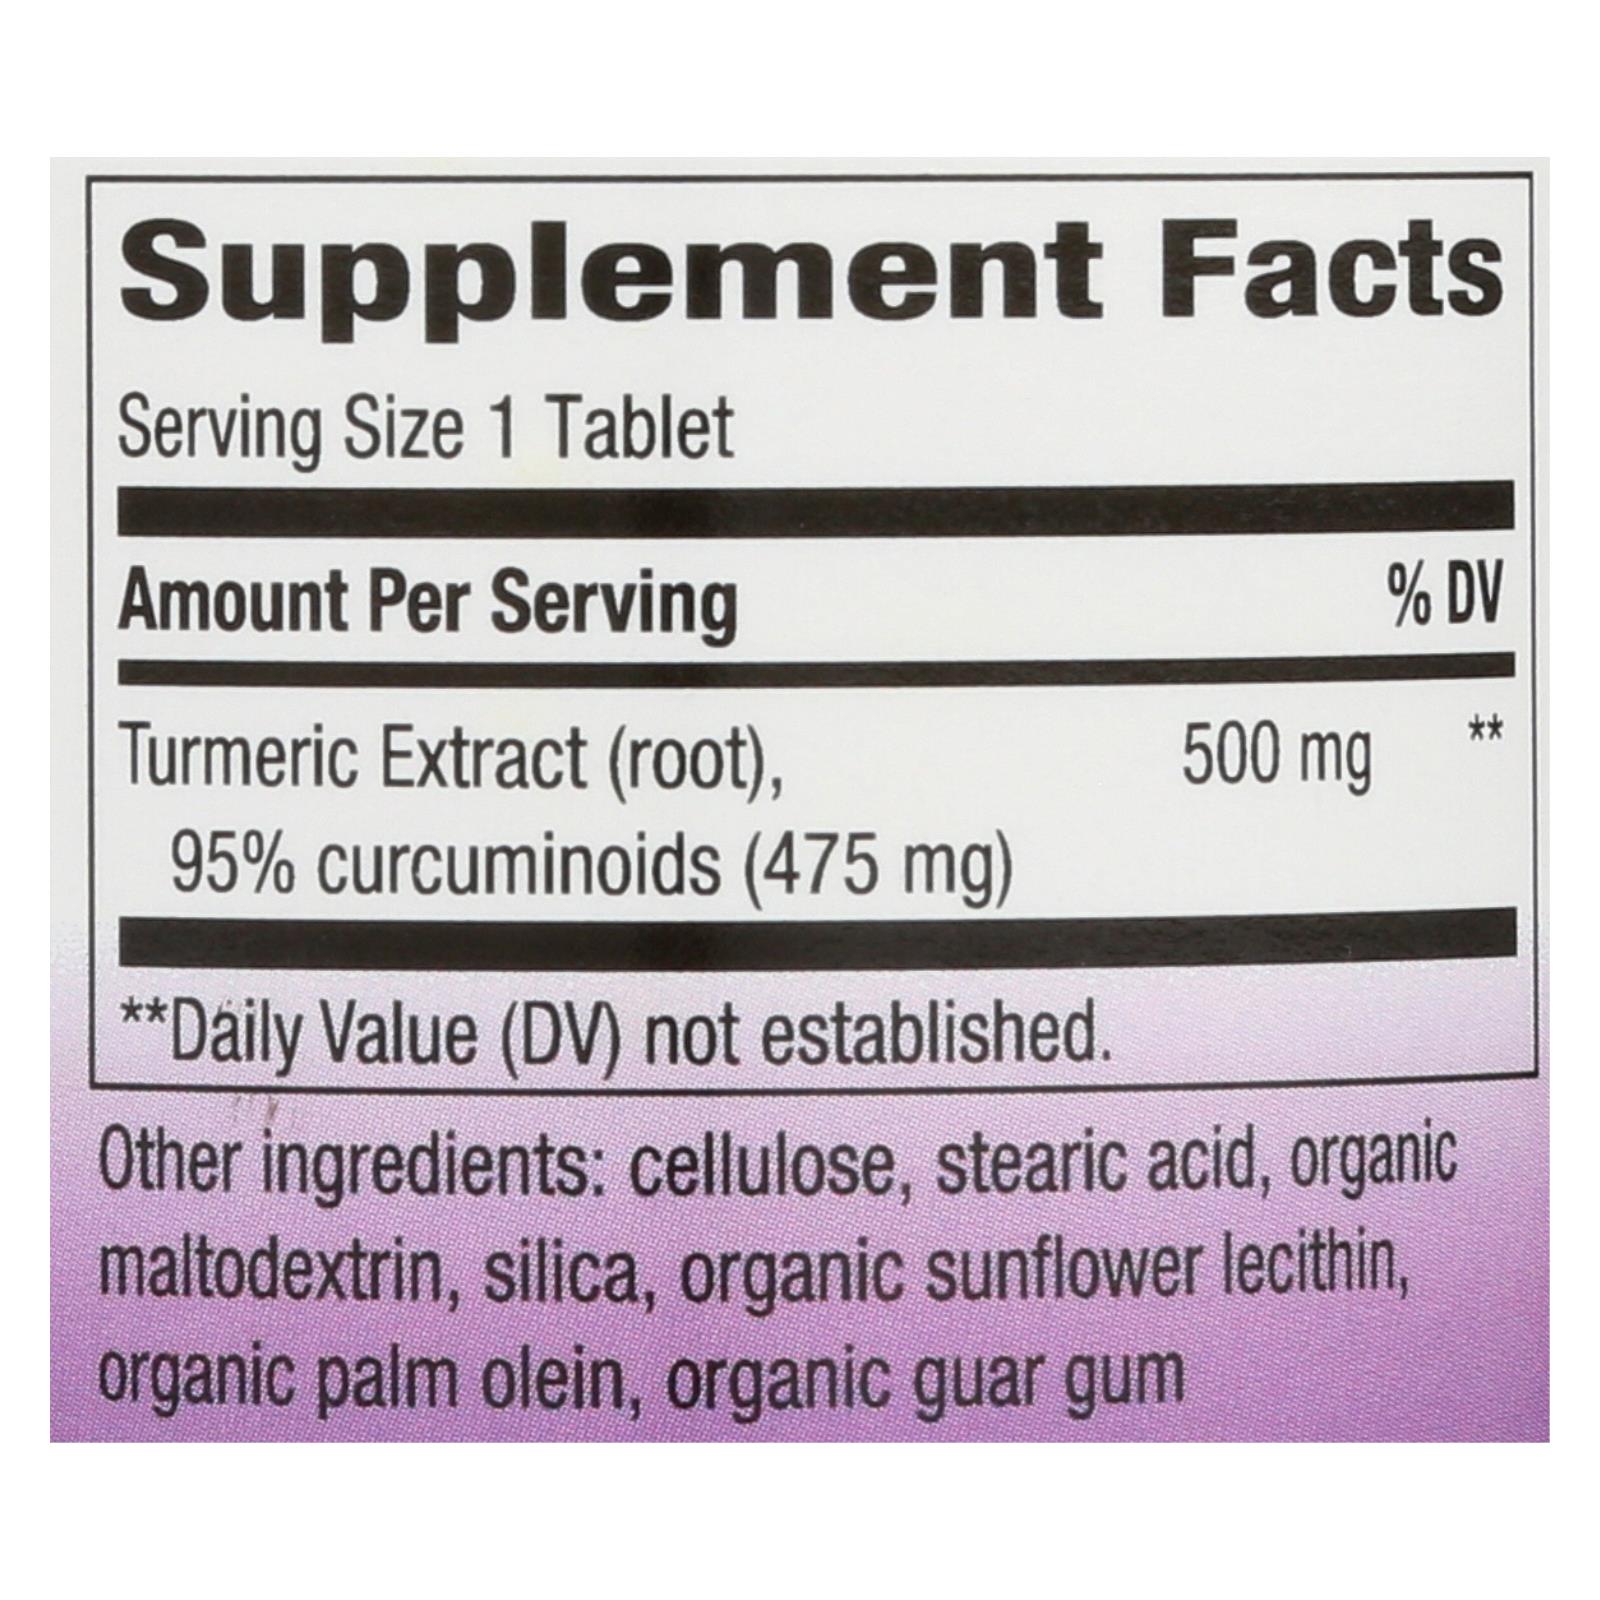 Supplement Facts
Serving Size 1 Tablet
Amount Per Serving % DV
Turmeric Extract (root), 500 mg **
95% curcuminoids (475 mg)
**Daily Value (DV) not established.
Other ingredients: cellulose, stearic acid, organic
maltodextrin, silica, organic sunflower lecithin,
organic palm olein, organic guar gum